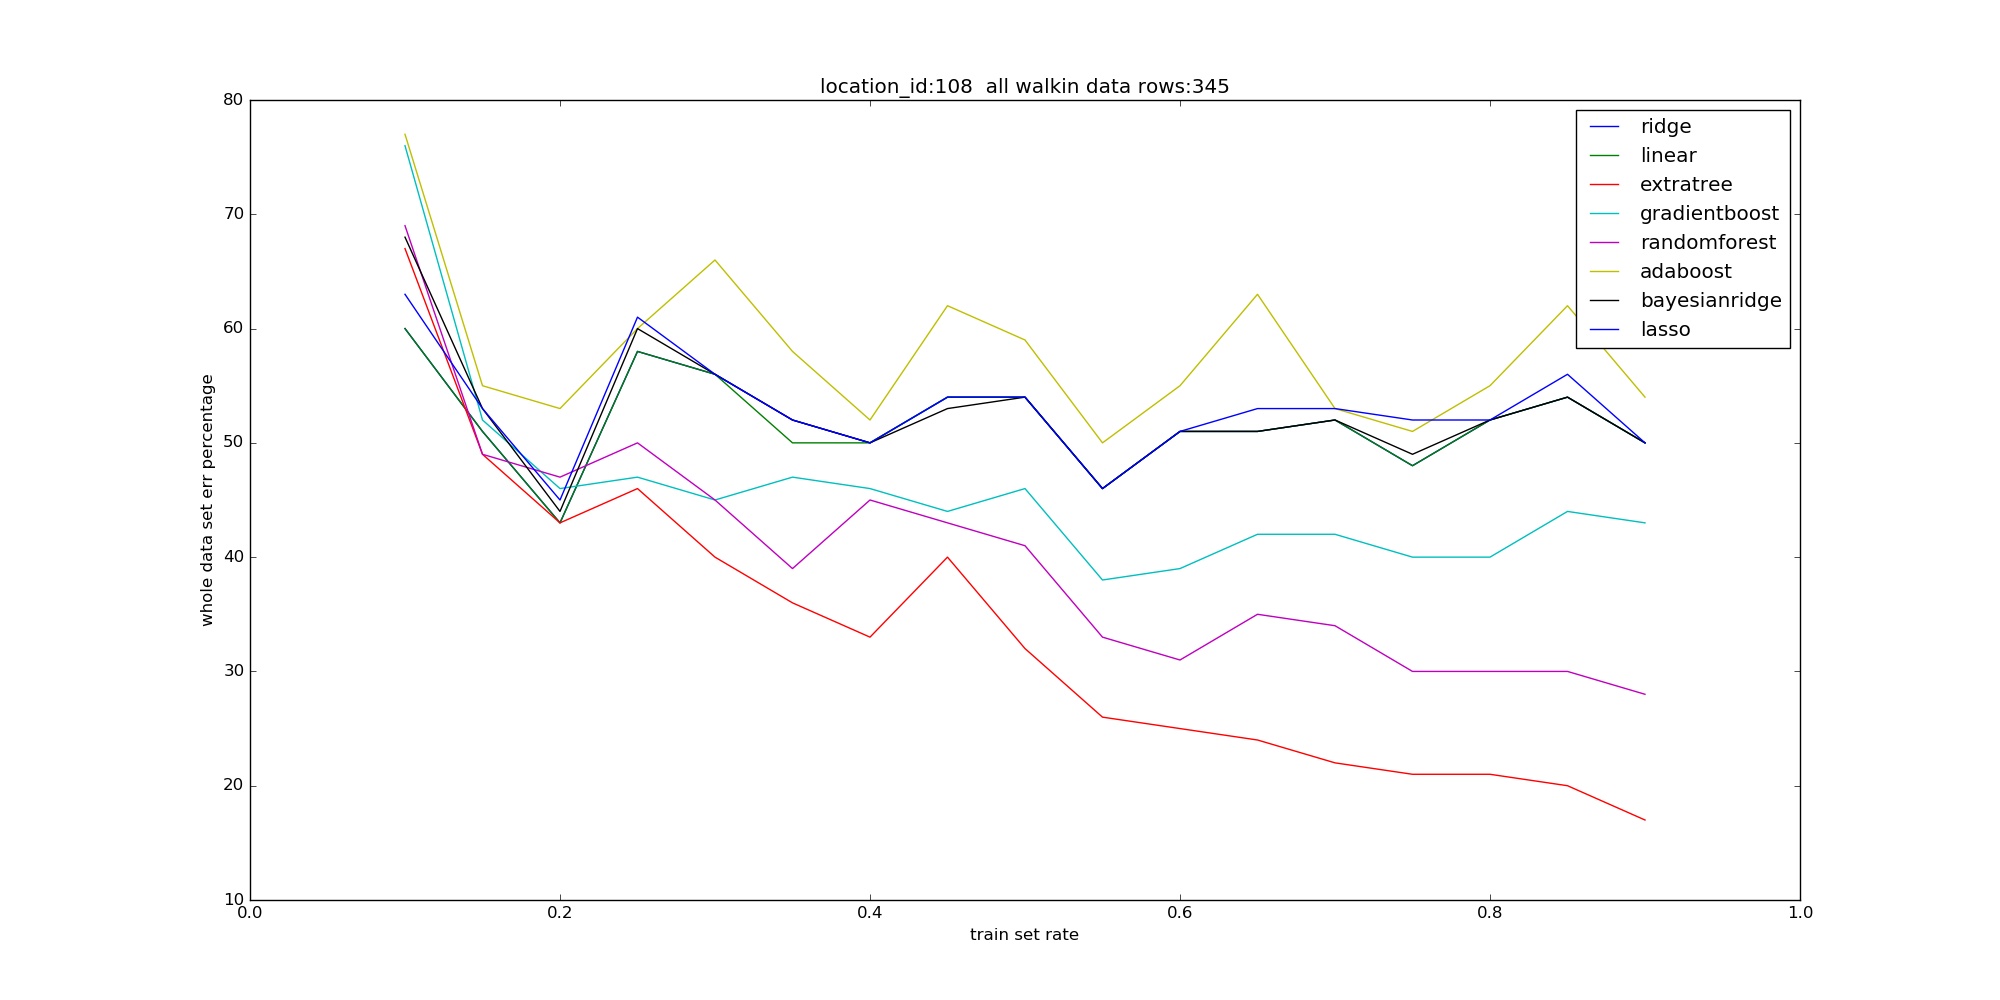 location_id:108  all walkin data rows:345
80
70
60
50
40
30
20
10
whole data set err percentage
ridge
linear
extratree
gradientboost
randomforest
adaboost
bayesianridge
lasso
0.0 0.2 0.4 0.6 0.8 1.0
train set rate